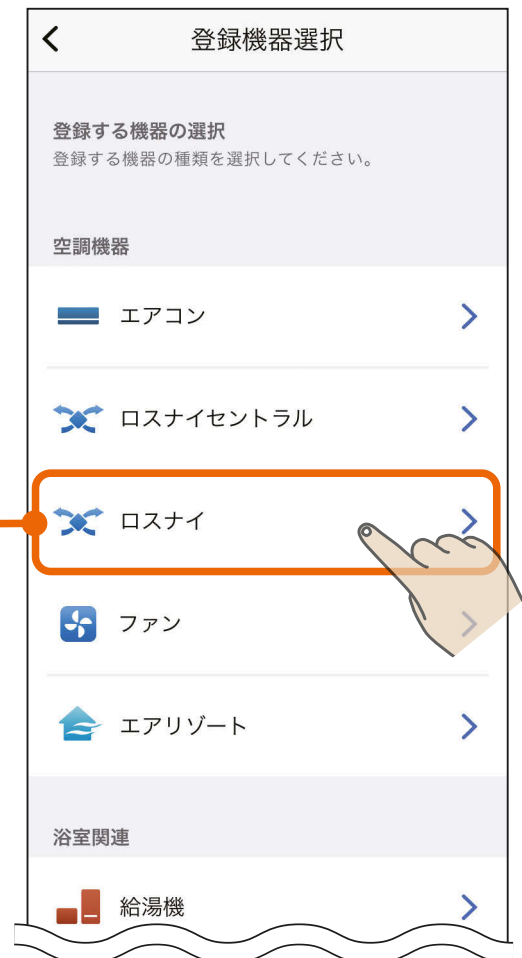 登録機器選択
登録する機器の選択
登録する機器の種類を選択してください。
空調機器
エアコン
ロスナイセントラル
ロスナイ
ファン
エアリゾート
浴室関連
給湯機